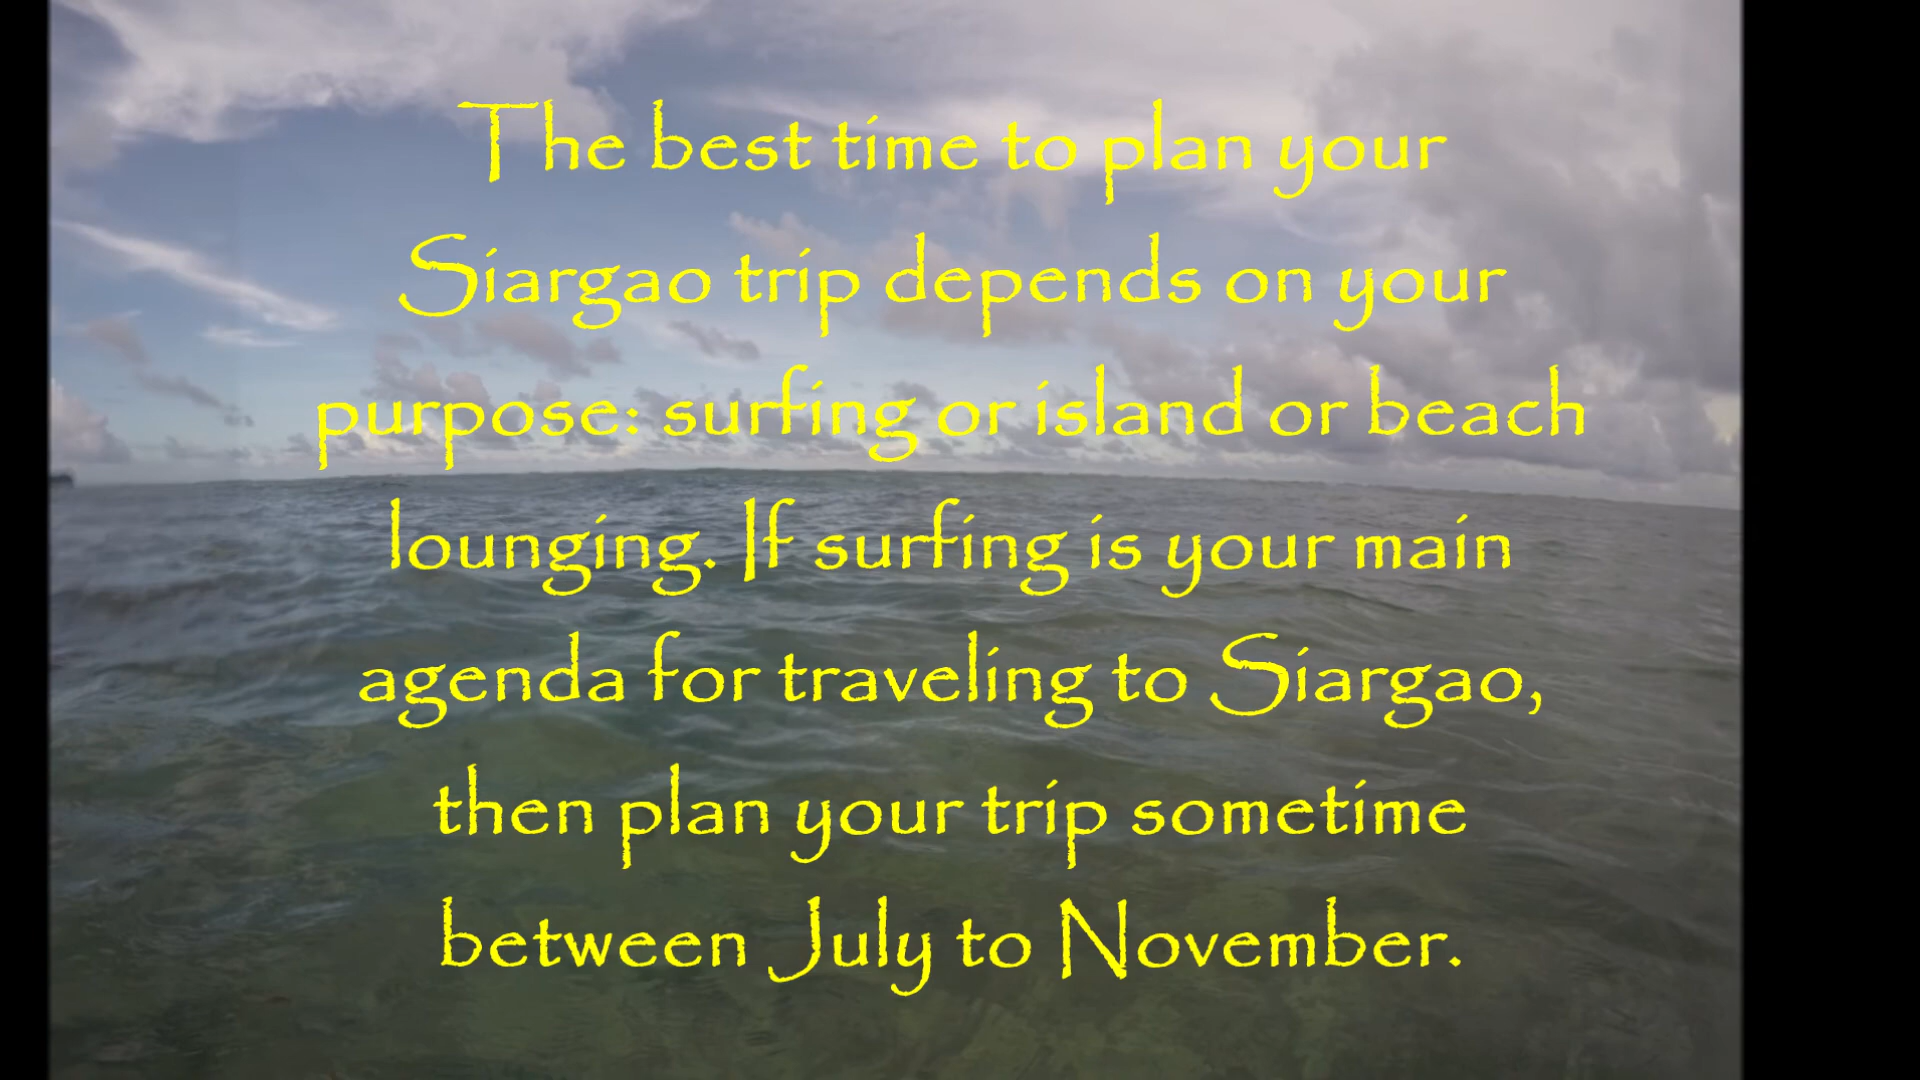 The best time to plan your
Siargao trip depends on your
purpose: surfing or island or beach
lounging. If surfing is your main
agenda for traveling to Siargao,
then plan your trip sometime
between July to November.